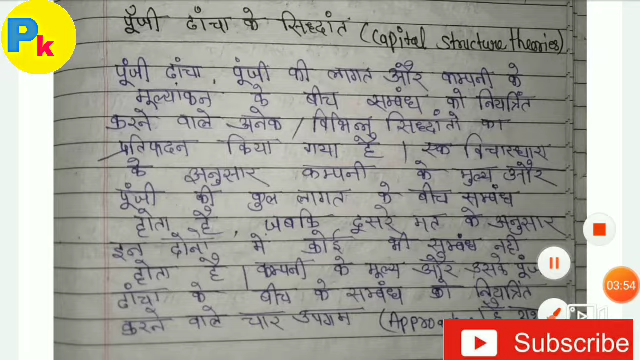 Pk
पूँजी ढांचा के सिद्धांत (Capital structure theories)
पूंजी ढांचा, पूंजी की लागत और कम्पनी के
मूल्यांकन के बीच सम्बंध को नियंत्रित
करने वाले अनेक / विभिन्न सिद्धांतो का
प्रतिपादन किया गया है । एक विचारधारा
के अनुसार कम्पनी के मुल्य और
पूंजी की कुल लागत के बीच सम्बंध
होता है, जबकि दुसरे मत के अनुसार
इन दोनो में कोई भी सम्बंध नही
होता है । कम्पनी के मूल्य और उसके पूंजी
ढांचा के बीच के सम्बंध को नियंत्रित
करने वाले चार उपगम
03:54
Subscribe